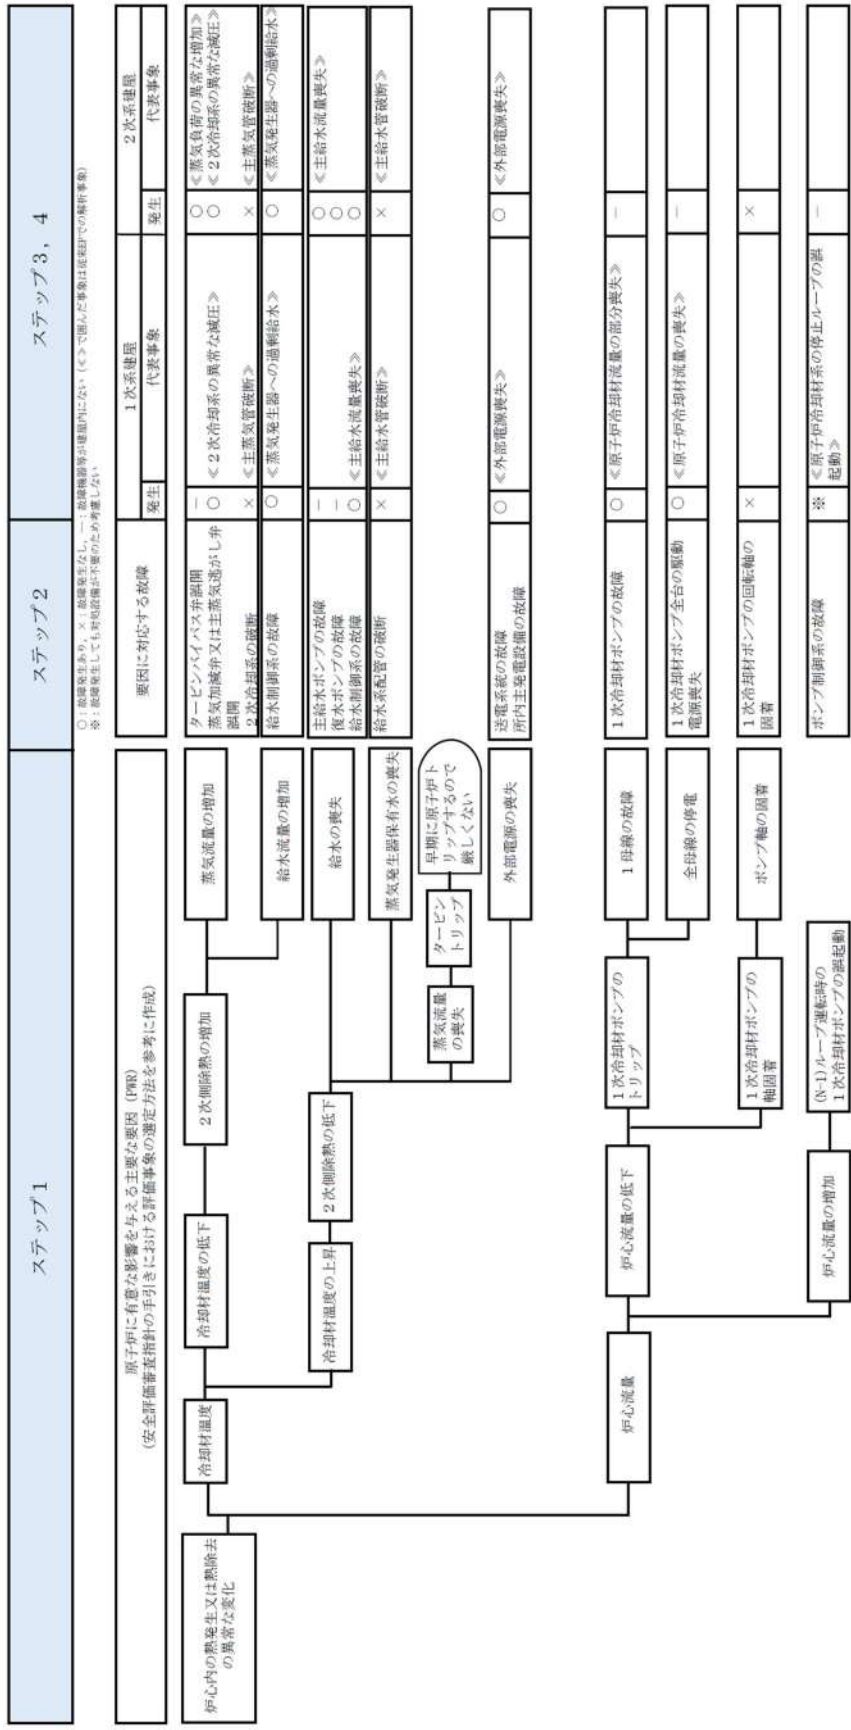 ステップ1
ステップ2
ステップ3，4
○：故障発生あり，×：故障発生なし，－：故障機器等が建屋内にない（≪≫で囲んだ事象は従来EPでの解析事象）
※：故障発生しても対処設備が不要のため考慮しない
原子炉に有意な影響を与える主要な要因（PWR）
（安全評価審査指針の手引きにおける評価事象の選定方法を参考に作成）
要因に対応する故障
1次系建屋
2次系建屋
発生
代表事象
発生
代表事象
炉心内の熱発生又は熱除去
の異常な変化
冷却材温度
冷却材温度の低下
2次側除熱の増加
蒸気流量の増加
タービンバイパス弁誤開
－
○
≪蒸気負荷の異常な増加≫
蒸気加減弁又は主蒸気逃がし弁
誤開
○
≪2次冷却系の異常な減圧≫
○
≪2次冷却系の異常な減圧≫
2次冷却系の破断
×
≪主蒸気管破断≫
×
≪主蒸気管破断≫
給水流量の増加
給水制御系の故障
○
≪蒸気発生器への過剰給水≫
○
≪蒸気発生器への過剰給水≫
冷却材温度の上昇
2次側除熱の低下
給水の喪失
主給水ポンプの故障
－
○
≪主給水流量喪失≫
復水ポンプの故障
－
○
給水制御系の故障
○
≪主給水流量喪失≫
○
蒸気発生器保有水の喪失
給水系配管の破断
×
≪主給水管破断≫
×
≪主給水管破断≫
蒸気流量
の喪失
タービン
トリップ
早期に原子炉ト
リップするので
厳しくない
外部電源の喪失
送電系統の故障
所内主発電設備の故障
○
≪外部電源喪失≫
○
≪外部電源喪失≫
炉心流量
炉心流量の低下
1次冷却材ポンプの
トリップ
1母線の故障
1次冷却材ポンプの故障
○
≪原子炉冷却材流量の部分喪失≫
－
全母線の停電
1次冷却材ポンプ全台の駆動
電源喪失
○
≪原子炉冷却材流量の喪失≫
－
1次冷却材ポンプの
軸固着
ポンプ軸の固着
1次冷却材ポンプの回転軸の
固着
×
×
炉心流量の増加
(N-1)ループ運転時の
1次冷却材ポンプの誤起動
ポンプ制御系の故障
※
≪原子炉冷却材系の停止ループの誤
起動≫
－